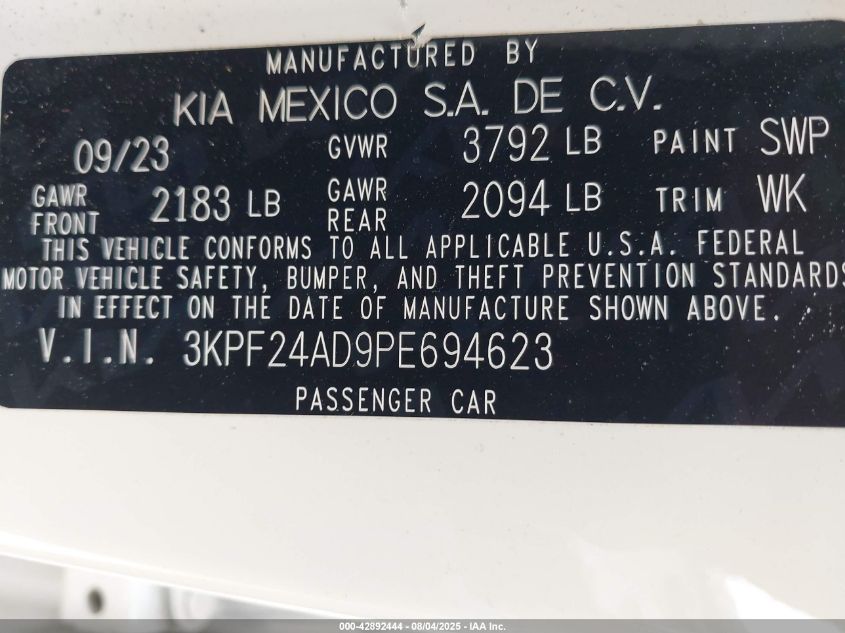 MANUFACTURED BY
KIA MEXICO S.A. DE C.V.
09/23 GVWR 3792 LB PAINT SWP
GAWR FRONT 2183 LB GAWR REAR 2094 LB TRIM WK
THIS VEHICLE CONFORMS TO ALL APPLICABLE U.S.A. FEDERAL
MOTOR VEHICLE SAFETY, BUMPER, AND THEFT PREVENTION STANDARDS
IN EFFECT ON THE DATE OF MANUFACTURE SHOWN ABOVE.
V.I.N. 3KPF24AD9PE694623
PASSENGER CAR
000-42892444 - 08/04/2025 - IAA Inc.